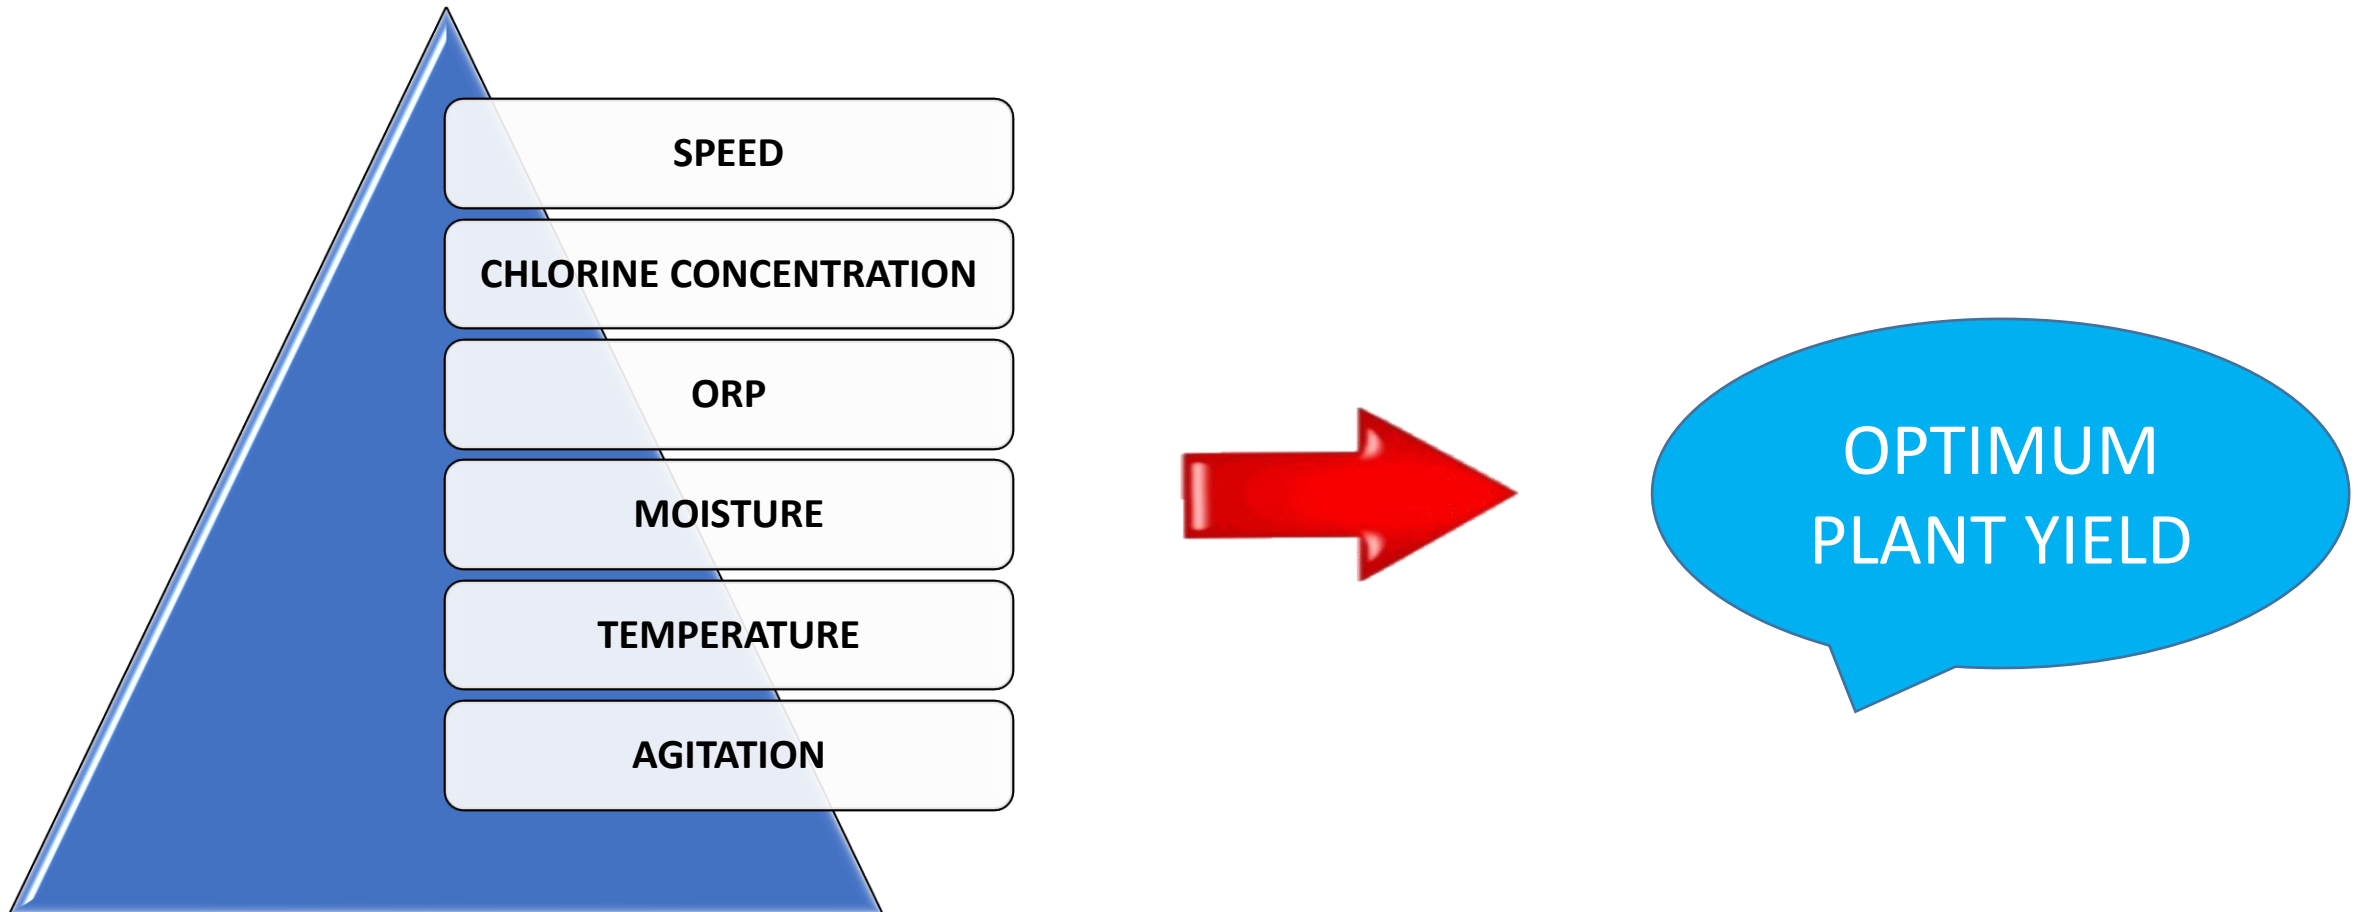 SPEED
CHLORINE CONCENTRATION
ORP
MOISTURE
TEMPERATURE
AGITATION
OPTIMUM
PLANT YIELD